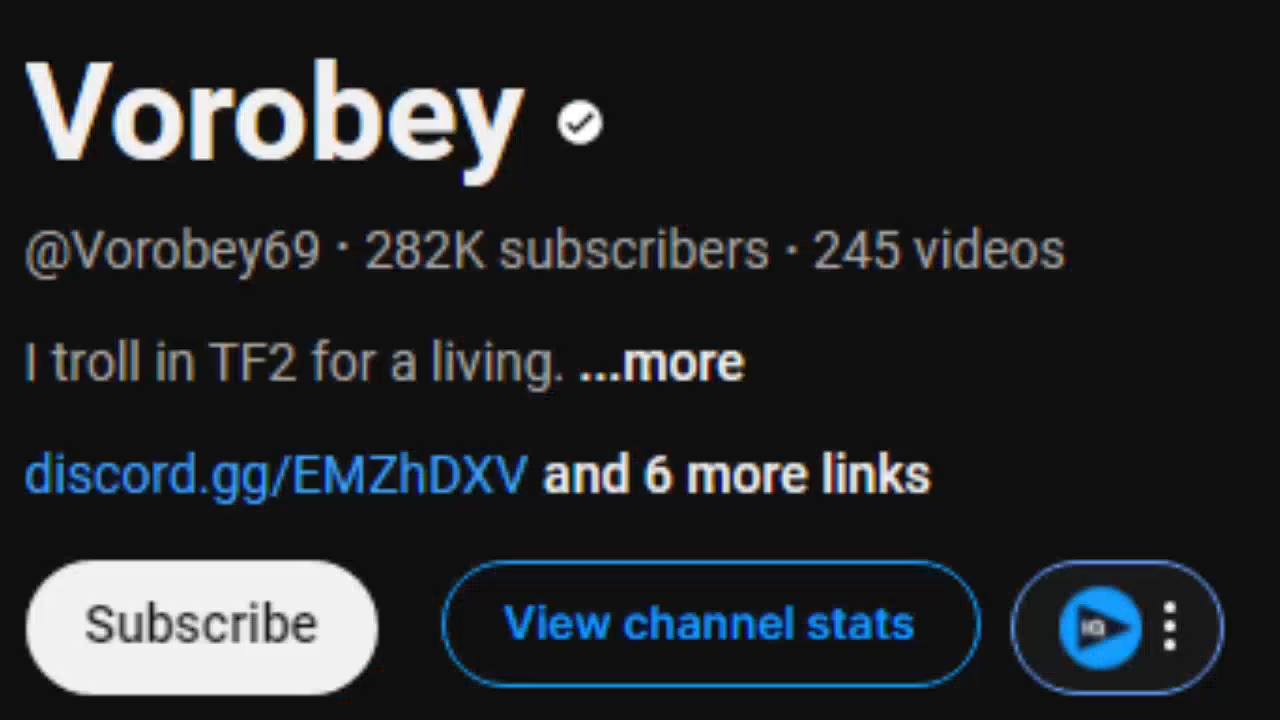 Vorobey
@Vorobey69 · 282K subscribers · 245 videos
I troll in TF2 for a living. ...more
discord.gg/EMZhDXV and 6 more links
Subscribe
View channel stats
IQ